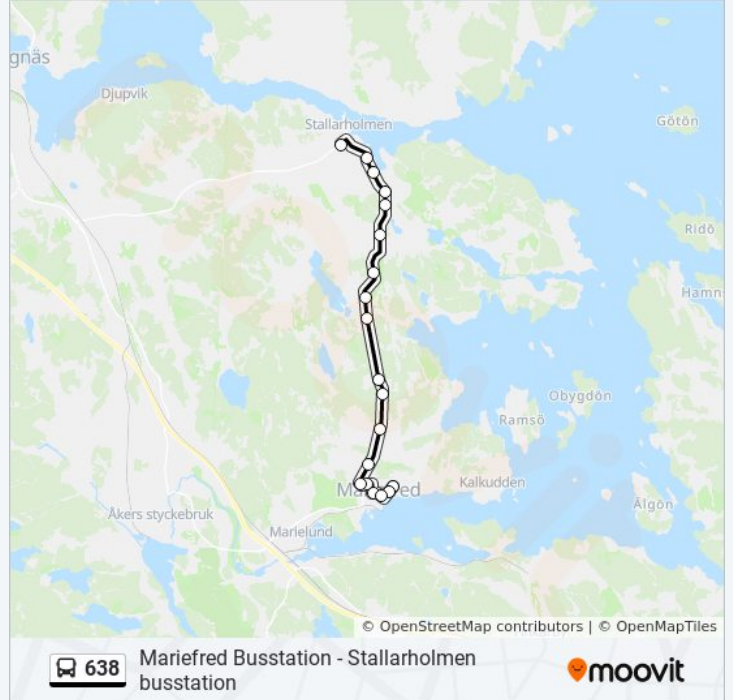 gnäs
Djupvik
Stallarholmen
Götön
Ridö
Hamn
Obygdön
Ramsö
Kalkudden
Älgön
Åkers styckebruk
Marielund
© OpenStreetMap contributors | © OpenMapTiles
638
Mariefred Busstation - Stallarholmen
busstation
moovit